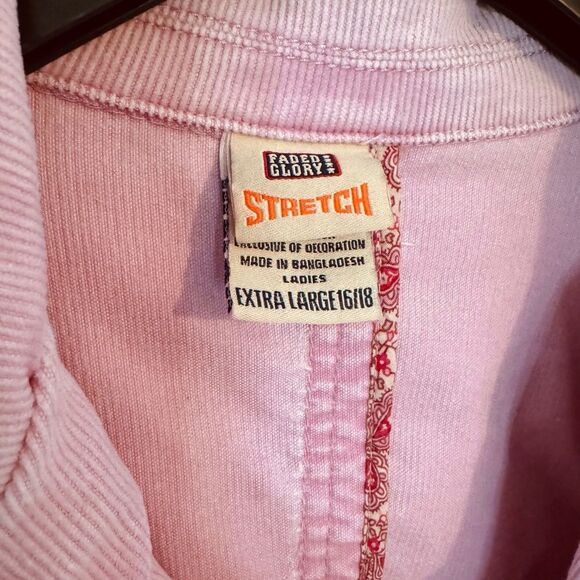 FADED
GLORY
STRETCH
EXCLUSIVE OF DECORATION
MADE IN BANGLADESH
LADIES
EXTRA LARGE 16/18